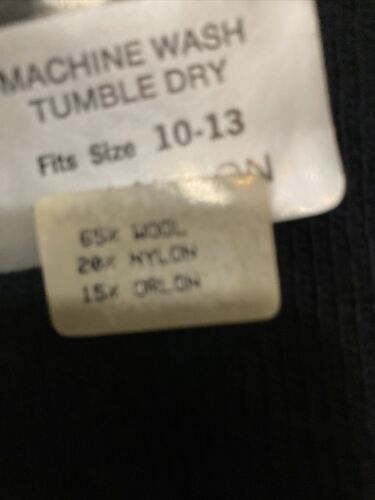 MACHINE WASH
TUMBLE DRY
Fits Size 10-13
65% WOOL
20% NYLON
15% ORLON